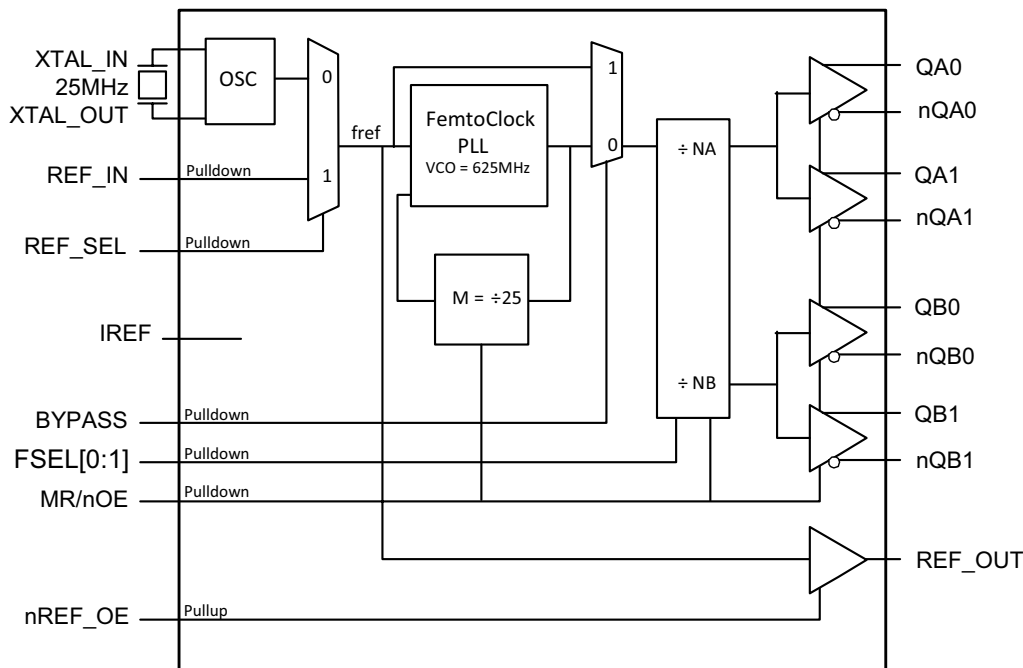 XTAL_IN
25MHz
XTAL_OUT
OSC
0
1
REF_IN
Pulldown
REF_SEL
Pulldown
fref
FemtoClock
PLL
VCO = 625MHz
M = ÷25
1
0
÷ NA
÷ NB
IREF
BYPASS
Pulldown
FSEL[0:1]
Pulldown
MR/nOE
Pulldown
nREF_OE
Pullup
QA0
nQA0
QA1
nQA1
QB0
nQB0
QB1
nQB1
REF_OUT